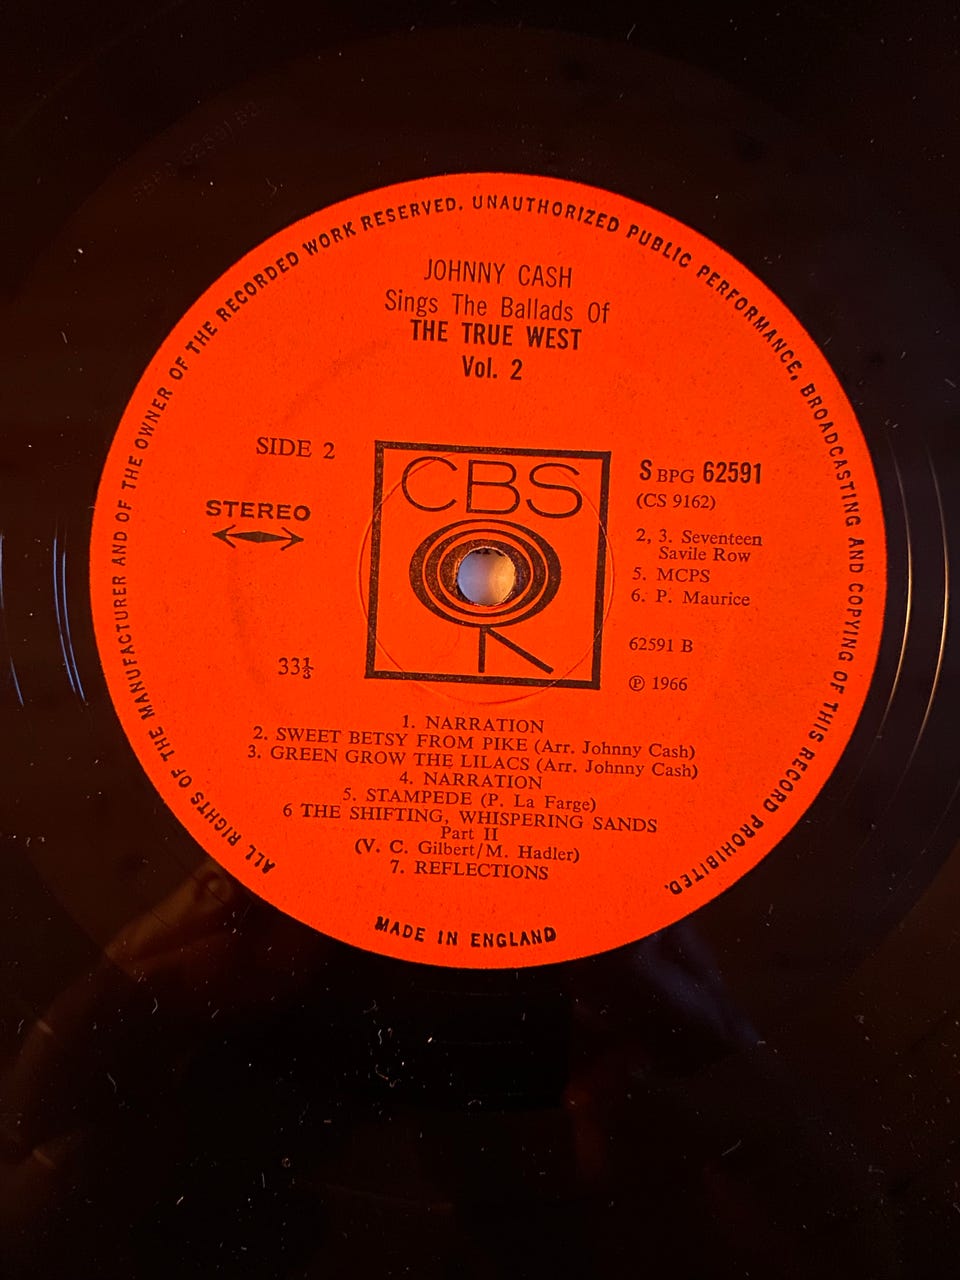 ALL RIGHTS OF THE MANUFACTURER AND OF THE OWNER OF THE RECORDED WORK RESERVED. UNAUTHORIZED PUBLIC PERFORMANCE, BROADCASTING AND COPYING OF THIS RECORD PROHIBITED.
JOHNNY CASH
Sings The Ballads Of
THE TRUE WEST
Vol. 2
SIDE 2
STEREO
33⅓
CBS
S BPG 62591
(CS 9162)
2, 3. Seventeen
Savile Row
5. MCPS
6. P. Maurice
62591 B
℗ 1966
1. NARRATION
2. SWEET BETSY FROM PIKE (Arr. Johnny Cash)
3. GREEN GROW THE LILACS (Arr. Johnny Cash)
4. NARRATION
5. STAMPEDE (P. La Farge)
6 THE SHIFTING, WHISPERING SANDS
Part II
(V. C. Gilbert/M. Hadler)
7. REFLECTIONS
MADE IN ENGLAND